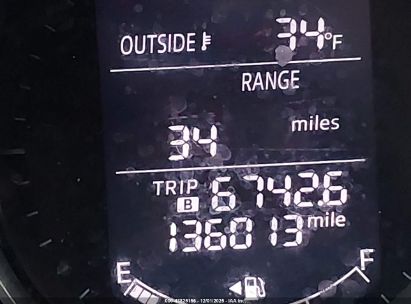 OUTSIDE 34°F
RANGE
34 miles
TRIP B 6742.6
136013 mile
E F